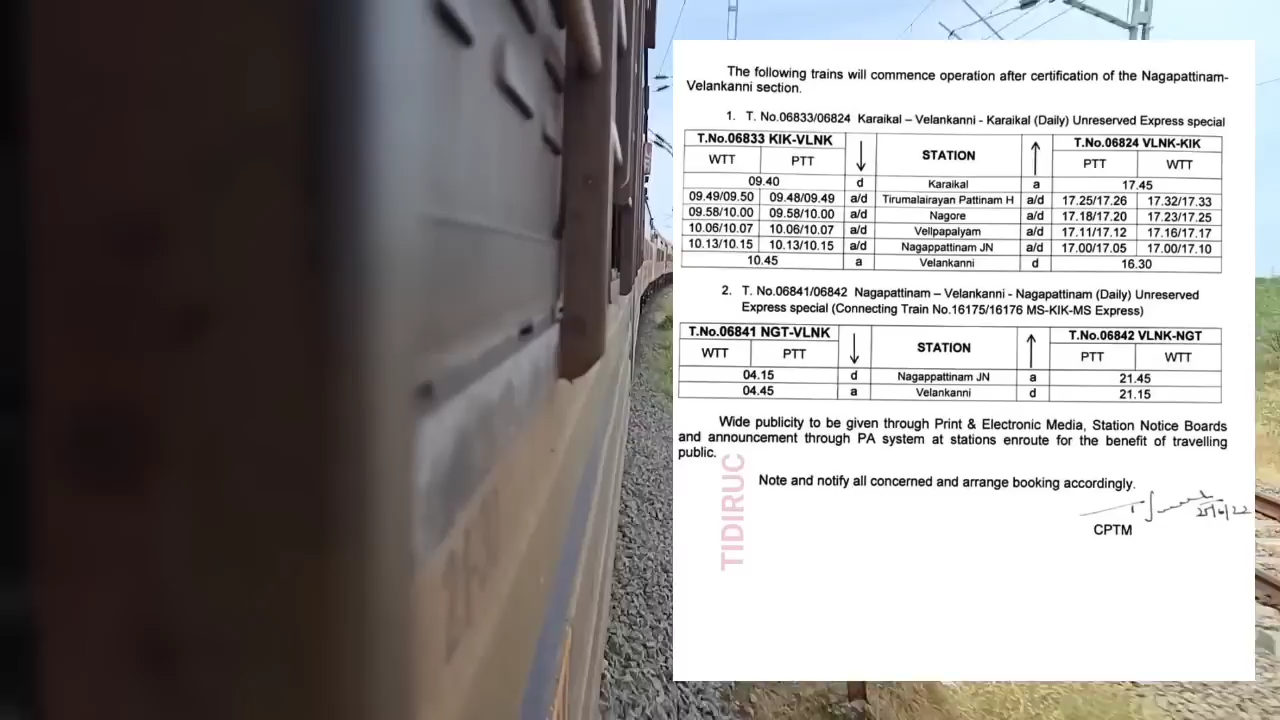 The following trains will commence operation after certification of the Nagapattinam-
Velankanni section.
1. T. No.06833/06824 Karaikal – Velankanni - Karaikal (Daily) Unreserved Express special
T.No.06833 KIK-VLNK ↓ STATION ↑ T.No.06824 VLNK-KIK
WTT PTT PTT WTT
09.40 d Karaikal a 17.45
09.49/09.50 09.48/09.49 a/d Tirumalairayan Pattinam H a/d 17.25/17.26 17.32/17.33
09.58/10.00 09.58/10.00 a/d Nagore a/d 17.18/17.20 17.23/17.25
10.06/10.07 10.06/10.07 a/d Vellpapalyam a/d 17.11/17.12 17.16/17.17
10.13/10.15 10.13/10.15 a/d Nagappattinam JN a/d 17.00/17.05 17.00/17.10
10.45 a Velankanni d 16.30
2. T. No.06841/06842 Nagapattinam – Velankanni - Nagapattinam (Daily) Unreserved
Express special (Connecting Train No.16175/16176 MS-KIK-MS Express)
T.No.06841 NGT-VLNK ↓ STATION ↑ T.No.06842 VLNK-NGT
WTT PTT PTT WTT
04.15 d Nagappattinam JN a 21.45
04.45 a Velankanni d 21.15
Wide publicity to be given through Print & Electronic Media, Station Notice Boards
and announcement through PA system at stations enroute for the benefit of travelling
public.
Note and notify all concerned and arrange booking accordingly.
CPTM
TIDIRUC